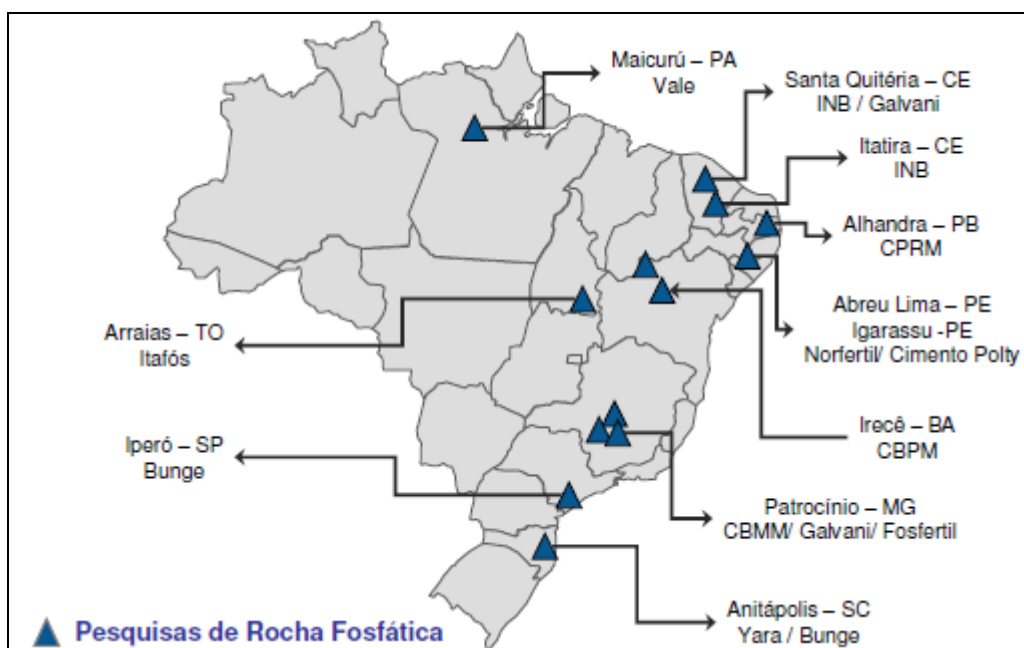 Maicurú – PA
Vale
Santa Quitéria – CE
INB / Galvani
Itatira – CE
INB
Alhandra – PB
CPRM
Abreu Lima – PE
Igarassu -PE
Norfertil/ Cimento Polty
Arraias – TO
Itafós
Irecê – BA
CBPM
Iperó – SP
Bunge
Patrocínio – MG
CBMM/ Galvani/ Fosfertil
Anitápolis – SC
Yara / Bunge
Pesquisas de Rocha Fosfática